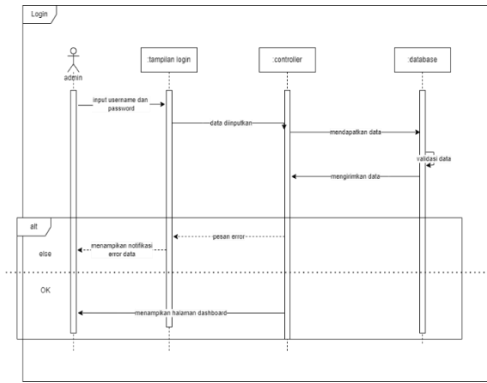 Login
admin
:tampilan login
:controller
:database
input username dan
password
data diinputkan
mendapatkan data
validasi data
mengirimkan data
alt
else
pesan error
menampikan notifikasi
error data
OK
menampikan halaman dashboard